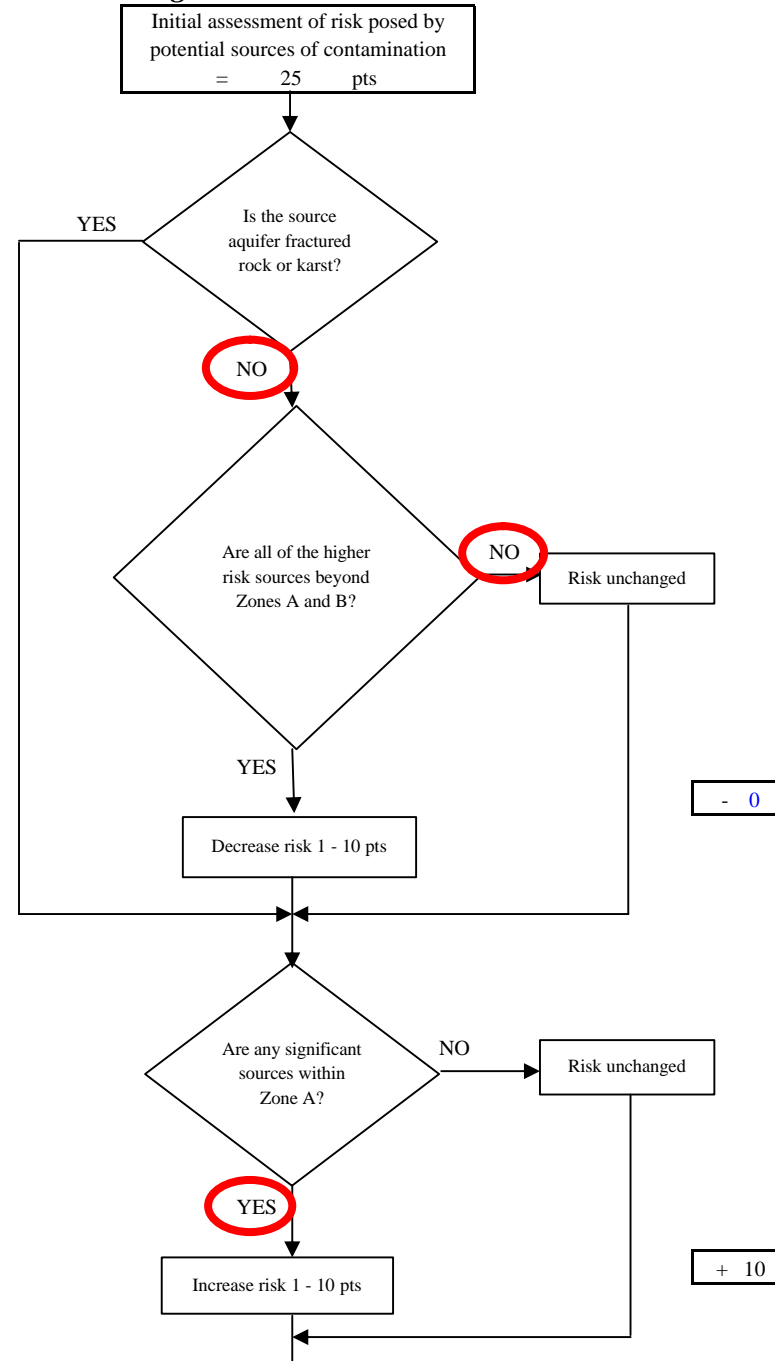 Initial assessment of risk posed by
potential sources of contamination
= 25 pts
Is the source
aquifer fractured
rock or karst?
YES
NO
Are all of the higher
risk sources beyond
Zones A and B?
NO
Risk unchanged
YES
- 0
Decrease risk 1 - 10 pts
Are any significant
sources within
Zone A?
NO
Risk unchanged
YES
+ 10
Increase risk 1 - 10 pts